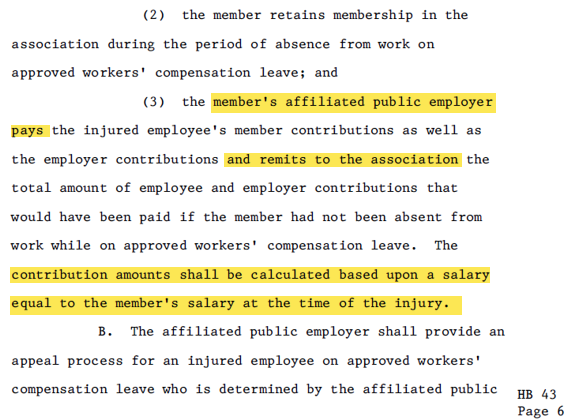 (2) the member retains membership in the
association during the period of absence from work on
approved workers' compensation leave; and
(3) the member's affiliated public employer
pays the injured employee's member contributions as well as
the employer contributions and remits to the association the
total amount of employee and employer contributions that
would have been paid if the member had not been absent from
work while on approved workers' compensation leave. The
contribution amounts shall be calculated based upon a salary
equal to the member's salary at the time of the injury.
B. The affiliated public employer shall provide an
appeal process for an injured employee on approved workers'
compensation leave who is determined by the affiliated public
HB 43
Page 6